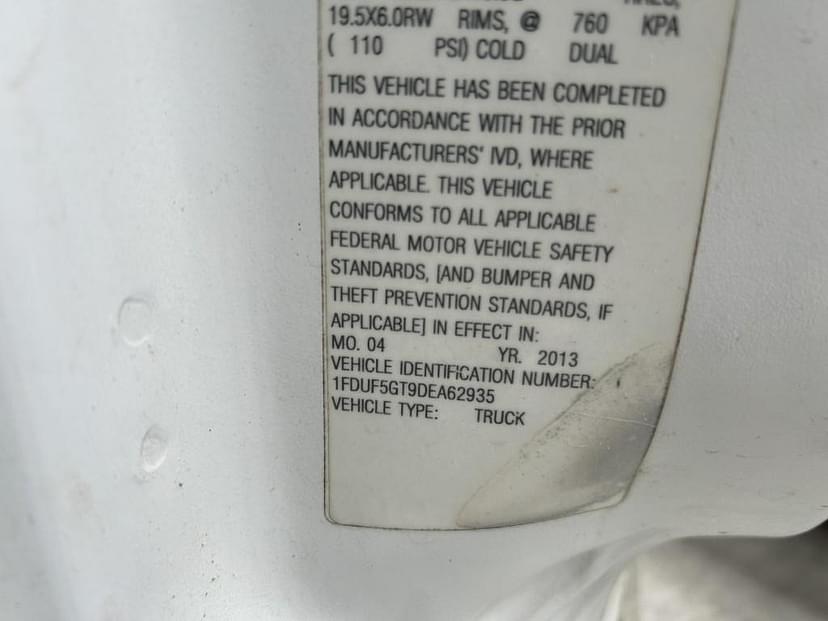 19.5X6.0RW RIMS, @ 760 KPA
( 110 PSI) COLD DUAL
THIS VEHICLE HAS BEEN COMPLETED
IN ACCORDANCE WITH THE PRIOR
MANUFACTURERS' IVD, WHERE
APPLICABLE. THIS VEHICLE
CONFORMS TO ALL APPLICABLE
FEDERAL MOTOR VEHICLE SAFETY
STANDARDS, [AND BUMPER AND
THEFT PREVENTION STANDARDS, IF
APPLICABLE] IN EFFECT IN:
MO. 04 YR. 2013
VEHICLE IDENTIFICATION NUMBER:
1FDUF5GT9DEA62935
VEHICLE TYPE: TRUCK